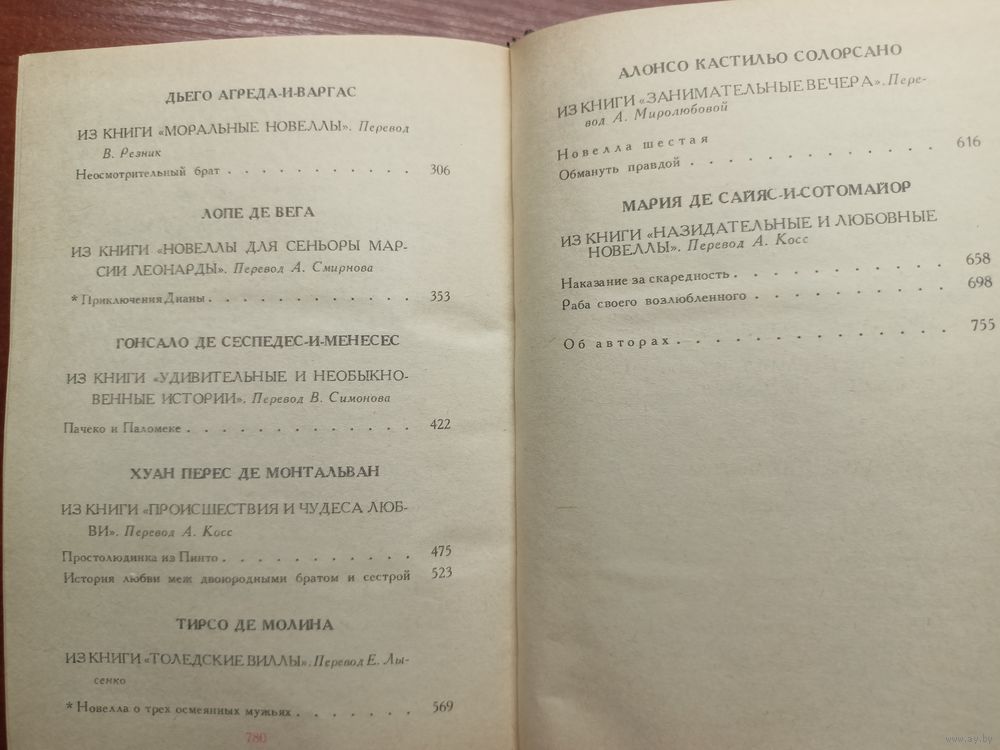 ДЬЕГО АГРЕДА-И-ВАРГАС
ИЗ КНИГИ «МОРАЛЬНЫЕ НОВЕЛЛЫ». Перевод
В. Резник
Неосмотрительный брат . . . . . . . . . . . 306
ЛОПЕ ДЕ ВЕГА
ИЗ КНИГИ «НОВЕЛЛЫ ДЛЯ СЕНЬОРЫ МАР-
СИИ ЛЕОНАРДЫ». Перевод А. Смирнова
* Приключения Дианы . . . . . . . . . . . . 353
ГОНСАЛО ДЕ СЕСПЕДЕС-И-МЕНЕСЕС
ИЗ КНИГИ «УДИВИТЕЛЬНЫЕ И НЕОБЫКНО-
ВЕННЫЕ ИСТОРИИ». Перевод В. Симонова
Пачеко и Паломеке . . . . . . . . . . . . . 422
ХУАН ПЕРЕС ДЕ МОНТАЛЬВАН
ИЗ КНИГИ «ПРОИСШЕСТВИЯ И ЧУДЕСА ЛЮБ-
ВИ». Перевод А. Косс
Простолюдинка из Пинто . . . . . . . . . . . 475
История любви меж двоюродными братом и сестрой 523
ТИРСО ДЕ МОЛИНА
ИЗ КНИГИ «ТОЛЕДСКИЕ ВИЛЛЫ». Перевод Е. Лы-
сенко
* Новелла о трех осмеянных мужьях . . . . . . 569
780
АЛОНСО КАСТИЛЬО СОЛОРСАНО
ИЗ КНИГИ «ЗАНИМАТЕЛЬНЫЕ ВЕЧЕРА». Пере-
вод А. Миролюбовой
Новелла шестая
Обмануть правдой . . . . . . . . . . . . . 616
МАРИЯ ДЕ САЙЯС-И-СОТОМАЙОР
ИЗ КНИГИ «НАЗИДАТЕЛЬНЫЕ И ЛЮБОВНЫЕ
НОВЕЛЛЫ». Перевод А. Косс
Наказание за скаредность . . . . . . . . . . 658
Раба своего возлюбленного . . . . . . . . . 698
Об авторах . . . . . . . . . . . . . 755
www.ay.by